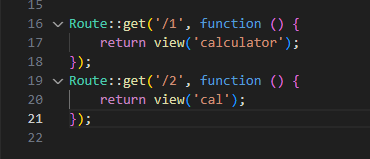 15
16 Route::get('/1', function () {
17     return view('calculator');
18 });
19 Route::get('/2', function () {
20     return view('cal');
21 });
22